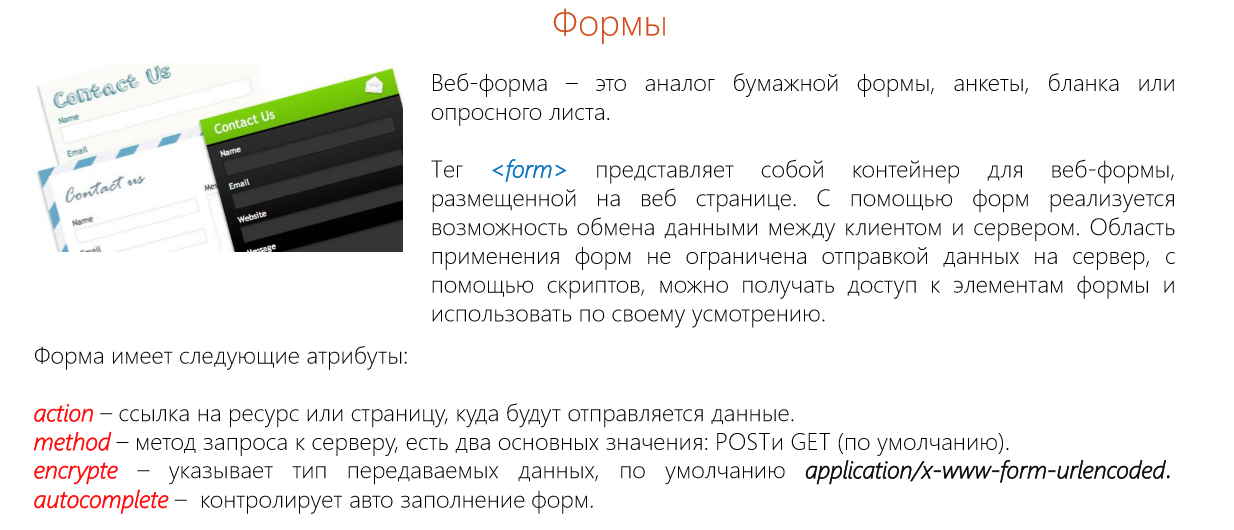 Формы
Contact Us
Name
Email
Contact us
Name
Email
Contact Us
Name
Email
Website
Message
Веб-форма – это аналог бумажной формы, анкеты, бланка или
опросного листа.
Тег <form> представляет собой контейнер для веб-формы,
размещенной на веб странице. С помощью форм реализуется
возможность обмена данными между клиентом и сервером. Область
применения форм не ограничена отправкой данных на сервер, с
помощью скриптов, можно получать доступ к элементам формы и
использовать по своему усмотрению.
Форма имеет следующие атрибуты:
action – ссылка на ресурс или страницу, куда будут отправляется данные.
method – метод запроса к серверу, есть два основных значения: POSTи GET (по умолчанию).
encrypte – указывает тип передаваемых данных, по умолчанию application/x-www-form-urlencoded.
autocomplete – контролирует авто заполнение форм.